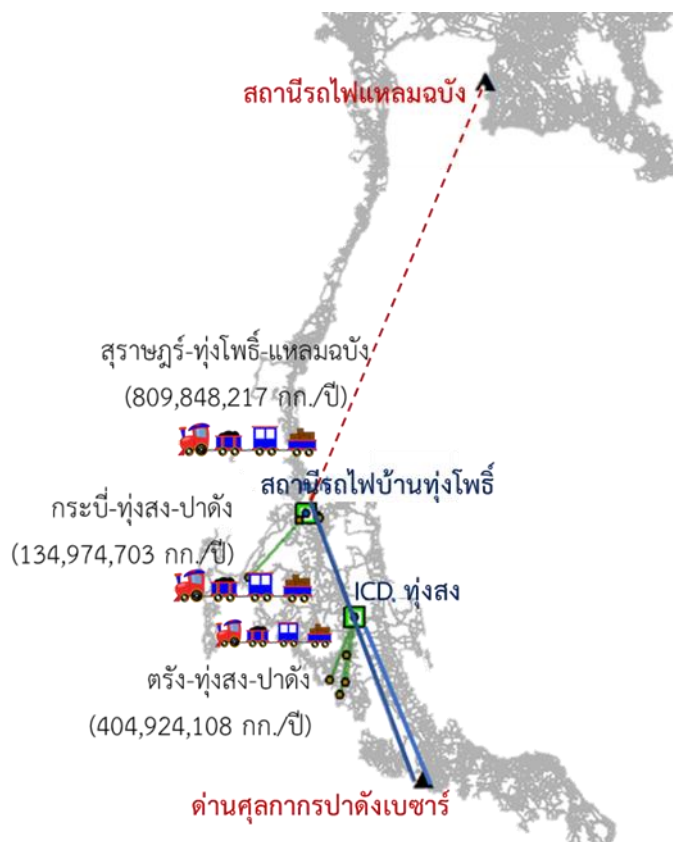 สถานีรถไฟแหลมฉบัง
สุราษฎร์-ทุ่งโพธิ์-แหลมฉบัง
(809,848,217 กก./ปี)
สถานีรถไฟบ้านทุ่งโพธิ์
กระบี่-ทุ่งสง-ปาดัง
(134,974,703 กก./ปี)
ICD. ทุ่งสง
ตรัง-ทุ่งสง-ปาดัง
(404,924,108 กก./ปี)
ด่านศุลกากรปาดังเบซาร์